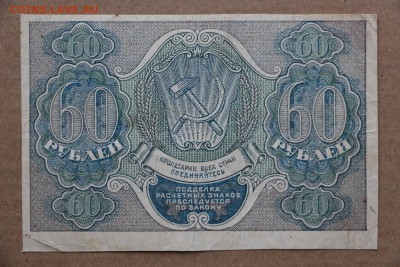 COINS.LAVE.RU
60 60
60 60
РУБЛЕЙ РУБЛЕЙ
ПРОЛЕТАРИИ ВСЕХ СТРАН
СОЕДИНЯЙТЕСЬ
ПОДДЕЛКА
РАСЧЕТНЫХ ЗНАКОВ
ПРЕСЛЕДУЕТСЯ
ПО ЗАКОНУ
60 60